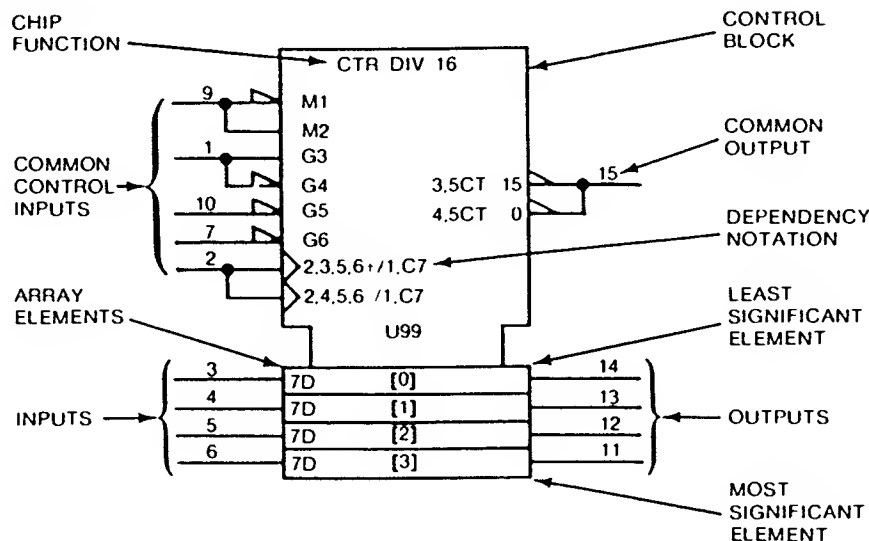 CHIP
FUNCTION
CONTROL
BLOCK
CTR DIV 16
9
M1
M2
1
G3
COMMON
OUTPUT
COMMON
CONTROL
INPUTS
G4
3,5CT 15
15
10
G5
4,5CT 0
7
G6
DEPENDENCY
NOTATION
2
2,3,5,6+/1,C7
2,4,5,6 /1,C7
ARRAY
ELEMENTS
LEAST
SIGNIFICANT
ELEMENT
U99
3
7D [0]
14
4
7D [1]
13
INPUTS
OUTPUTS
5
7D [2]
12
6
7D [3]
11
MOST
SIGNIFICANT
ELEMENT